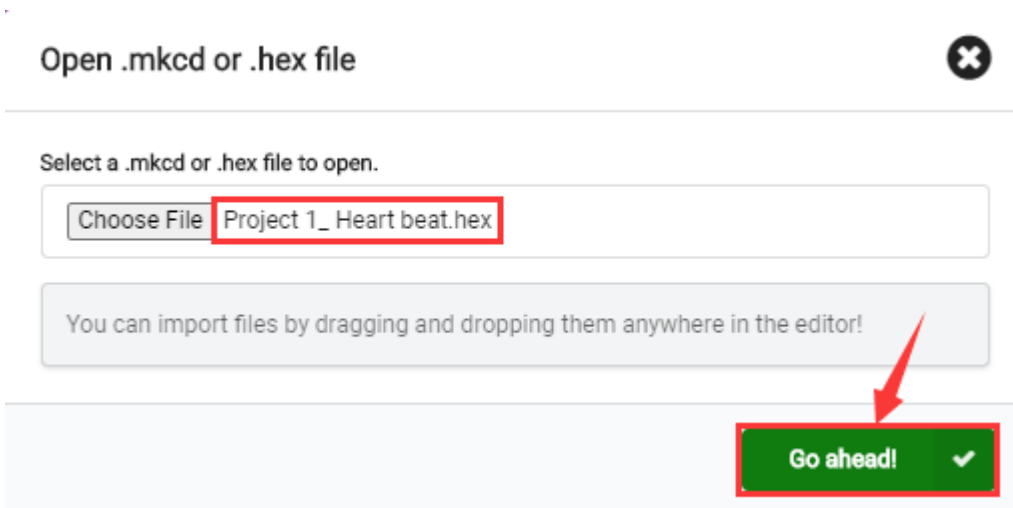 Open .mkcd or .hex file
Select a .mkcd or .hex file to open.
Choose File Project 1_ Heart beat.hex
You can import files by dragging and dropping them anywhere in the editor!
Go ahead!